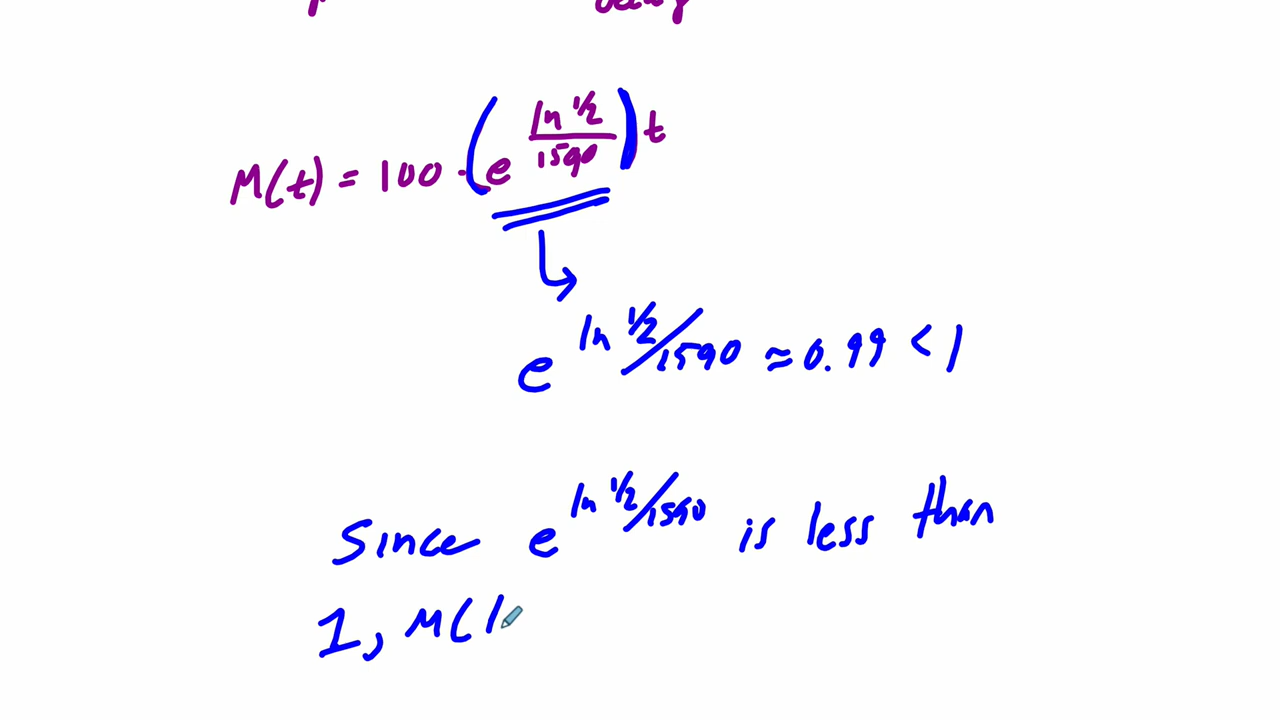 M(t) = 100 · (e^(ln 1/2 / 1590))t
e^(ln 1/2 / 1590) ≈ 0.99 < 1
Since e^(ln 1/2 / 1590) is less than
1, M(